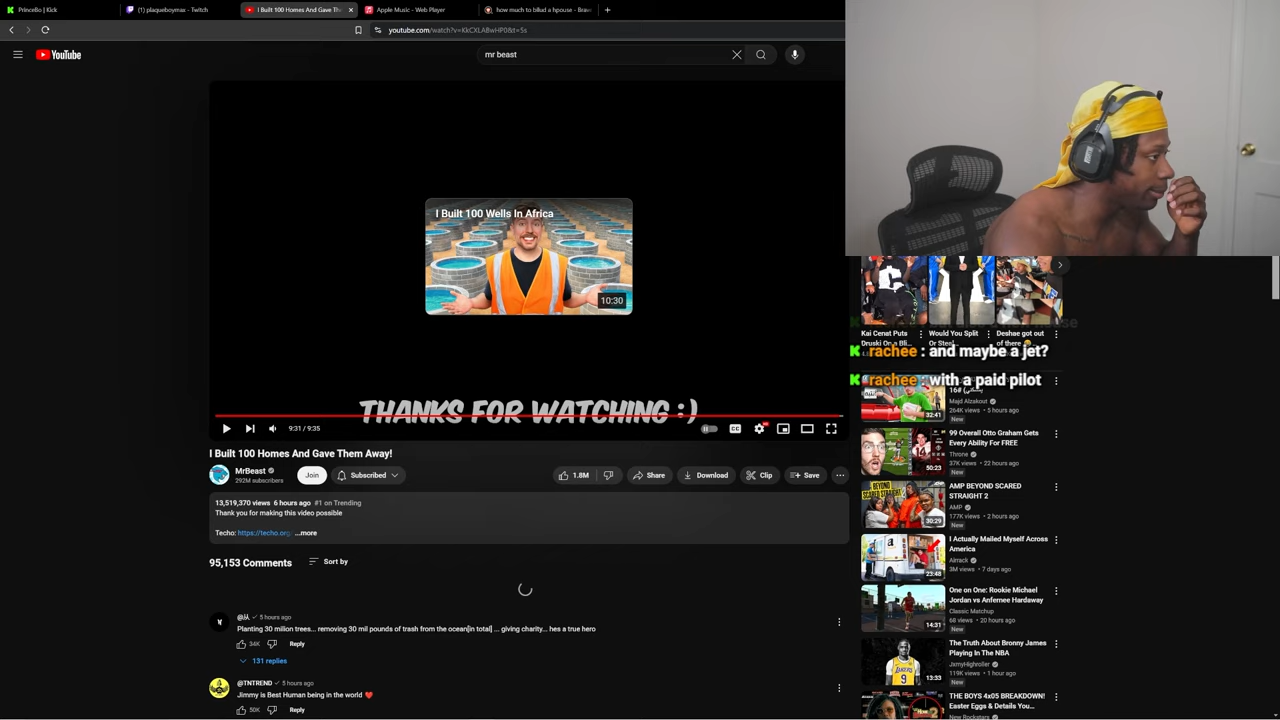 PrinceBo | Kick
(1) plaqueboymax - Twitch
I Built 100 Homes And Gave Th
Apple Music - Web Player
how much to bliud a hpouse - Brav
youtube.com/watch?v=KkCXLABwHP0&t=5s
YouTube
mr beast
I Built 100 Wells In Africa
10:30
THANKS FOR WATCHING :)
9:31 / 9:35
I Built 100 Homes And Gave Them Away!
MrBeast
292M subscribers
Join
Subscribed
1.8M
Share
Download
Clip
Save
13,519,370 views 6 hours ago #1 on Trending
Thank you for making this video possible
Techo: https://techo.org ...more
95,153 Comments
Sort by
5 hours ago
Planting 30 milion trees... removing 30 mil pounds of trash from the ocean[in total] ... giving charity... hes a true hero
34K
Reply
131 replies
@TNTREND
5 hours ago
Jimmy is Best Human being in the world ❤️
50K
Reply
Kai Cenat Puts
Druski On a Bli...
Would You Split
Or Steal
Deshae got out
of there
rachee : and maybe a jet?
rachee : with a paid pilot
Majd Alzakout
264K views • 5 hours ago
New
32:41
99 Overall Otto Graham Gets
Every Ability For FREE
Throne
37K views • 22 hours ago
New
50:23
AMP BEYOND SCARED
STRAIGHT 2
AMP
177K views • 2 hours ago
New
30:29
I Actually Mailed Myself Across
America
Airrack
3M views • 7 days ago
23:48
One on One: Rookie Michael
Jordan vs Anfernee Hardaway
Classic Matchup
68 views • 20 hours ago
New
14:31
The Truth About Bronny James
Playing In The NBA
JxmyHighroller
119K views • 1 hour ago
New
13:33
THE BOYS 4x05 BREAKDOWN!
Easter Eggs & Details You...
New Rockstars